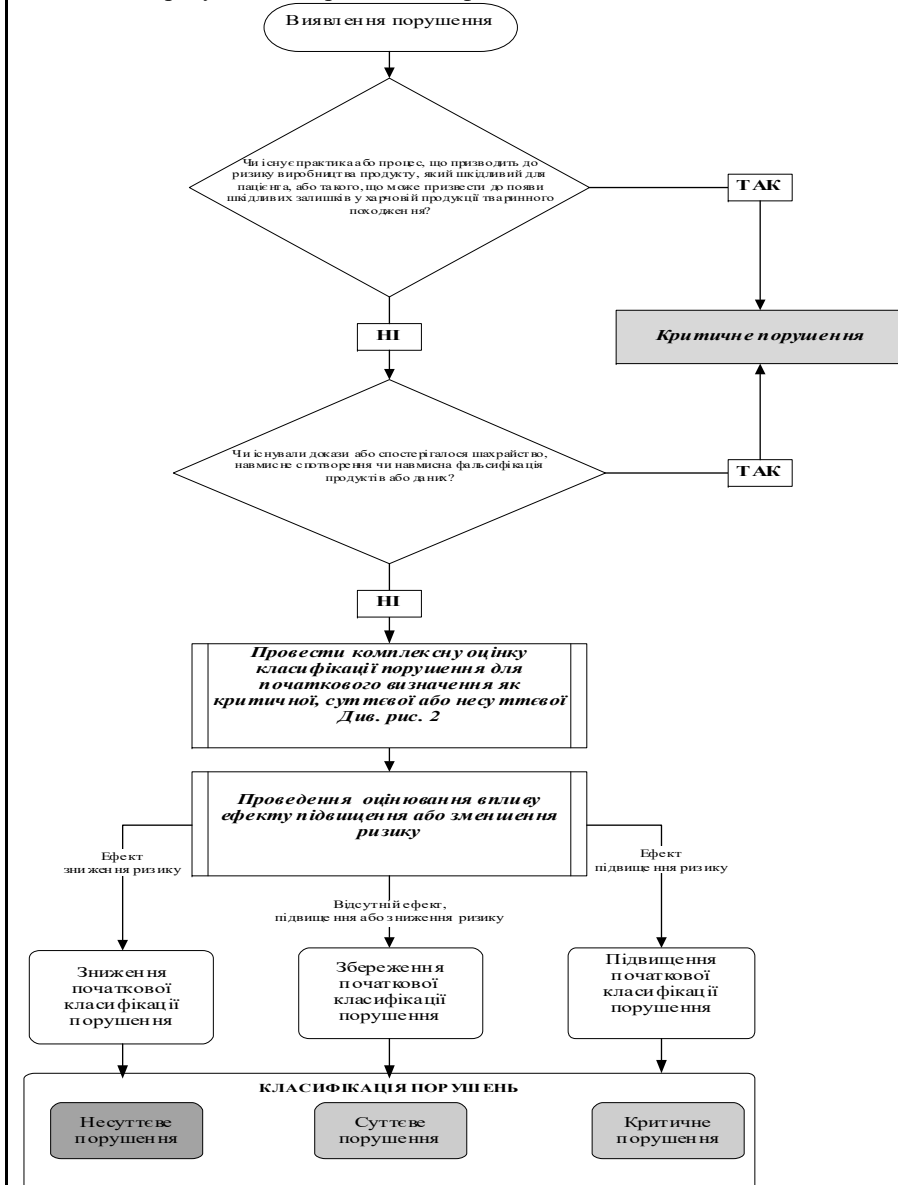 Виявлення порушення
Чи існує практика або процес, що призводить до
ризику виробництва продукту, який шкідливий для
пацієнта, або такого, що може призвести до появи
шкідливих залишків у харчовій продукції тваринного
походження?
ТАК
НІ
Критичне порушення
Чи існували докази або спостерігалося шахрайство,
навмисне спотворення чи навмисна фальсифікація
продуктів або даних?
ТАК
НІ
Провести комплексну оцінку
класифікації порушення для
початкового визначення як
критичної, суттєвої або несуттєвої
Див. рис. 2
Проведення оцінювання впливу
ефекту підвищення або зменшення
ризику
Ефект
зниження ризику
Відсутній ефект,
підвищення або зниження ризику
Ефект
підвищення ризику
Зниження
початкової
класифікації
порушення
Збереження
початкової
класифікації
порушення
Підвищення
початкової
класифікації
порушення
КЛАСИФІКАЦІЯ ПОРУШЕНЬ
Несуттєве
порушення
Суттєве
порушення
Критичне
порушення